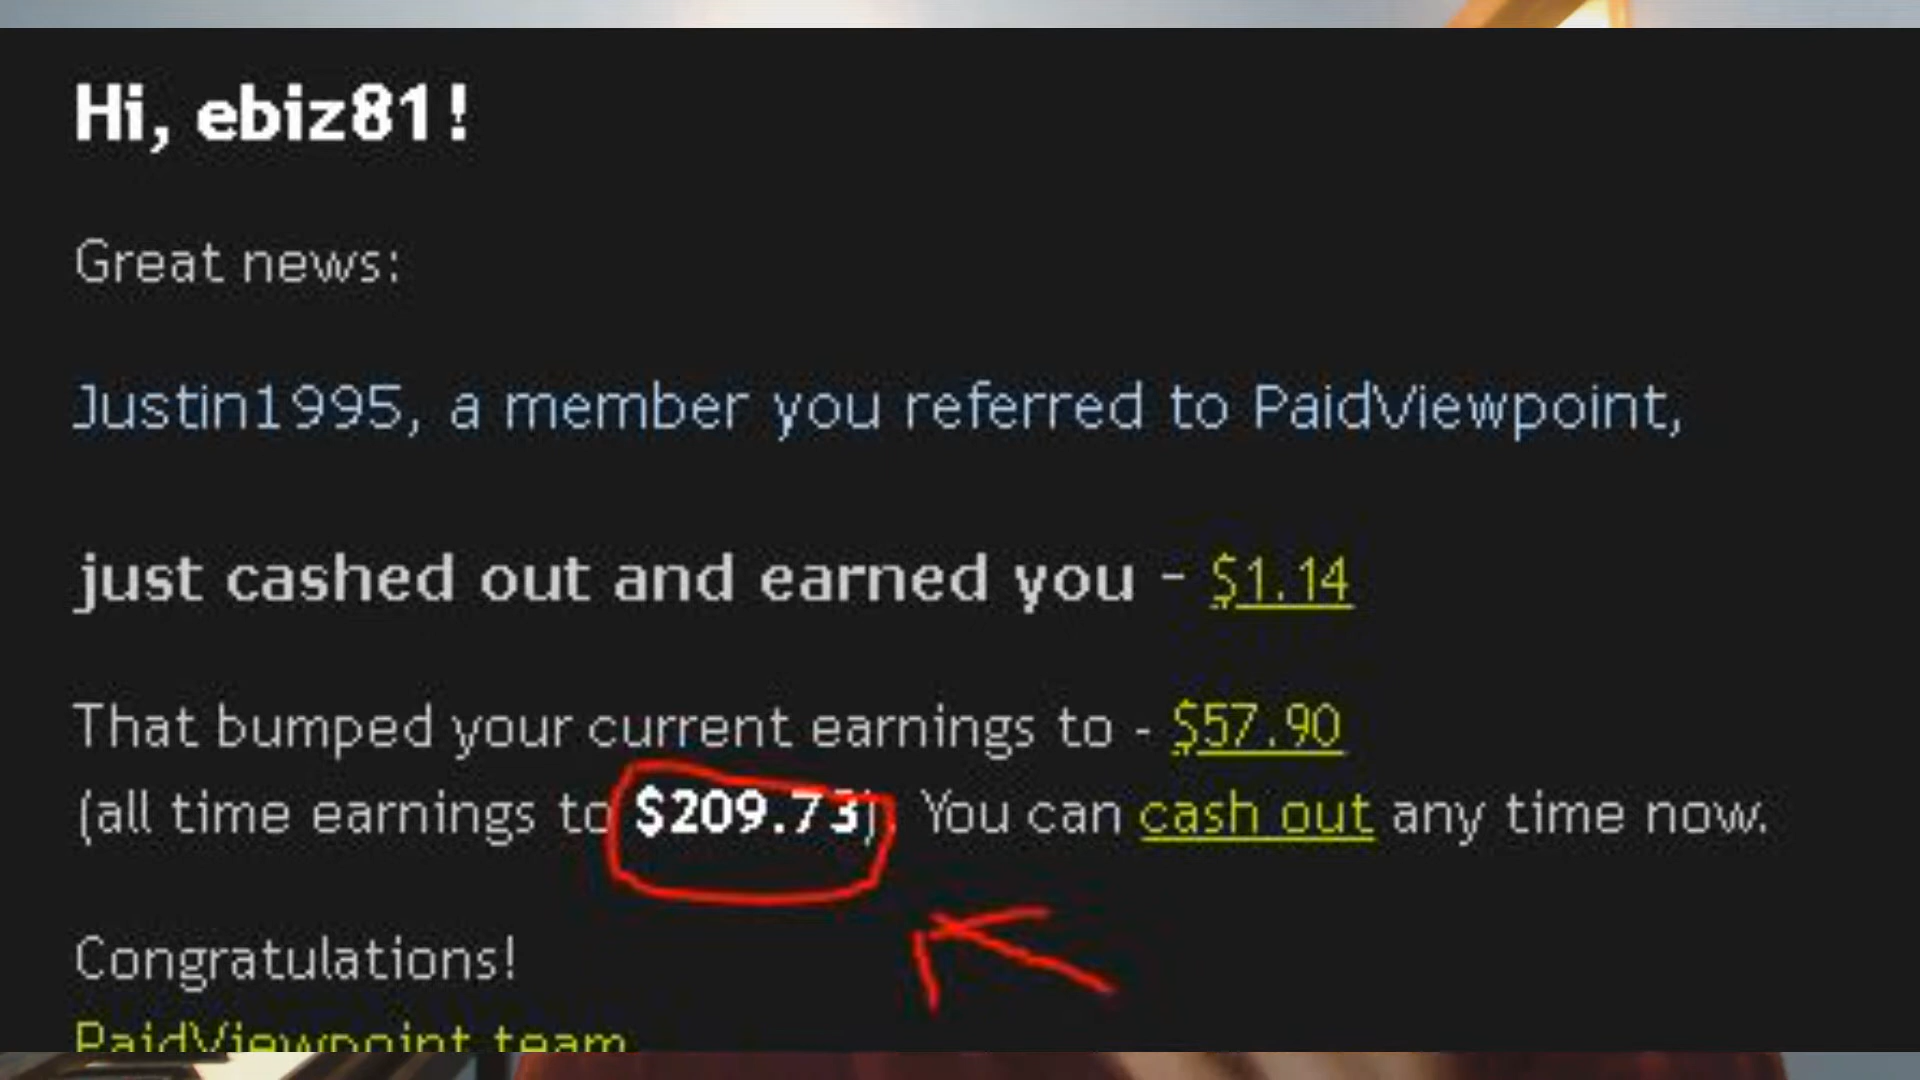 Hi, ebiz81!
Great news:
Justin1995, a member you referred to PaidViewpoint,
just cashed out and earned you - $1.14
That bumped your current earnings to - $57.90
(all time earnings to $209.73). You can cash out any time now.
Congratulations!
PaidViewpoint team